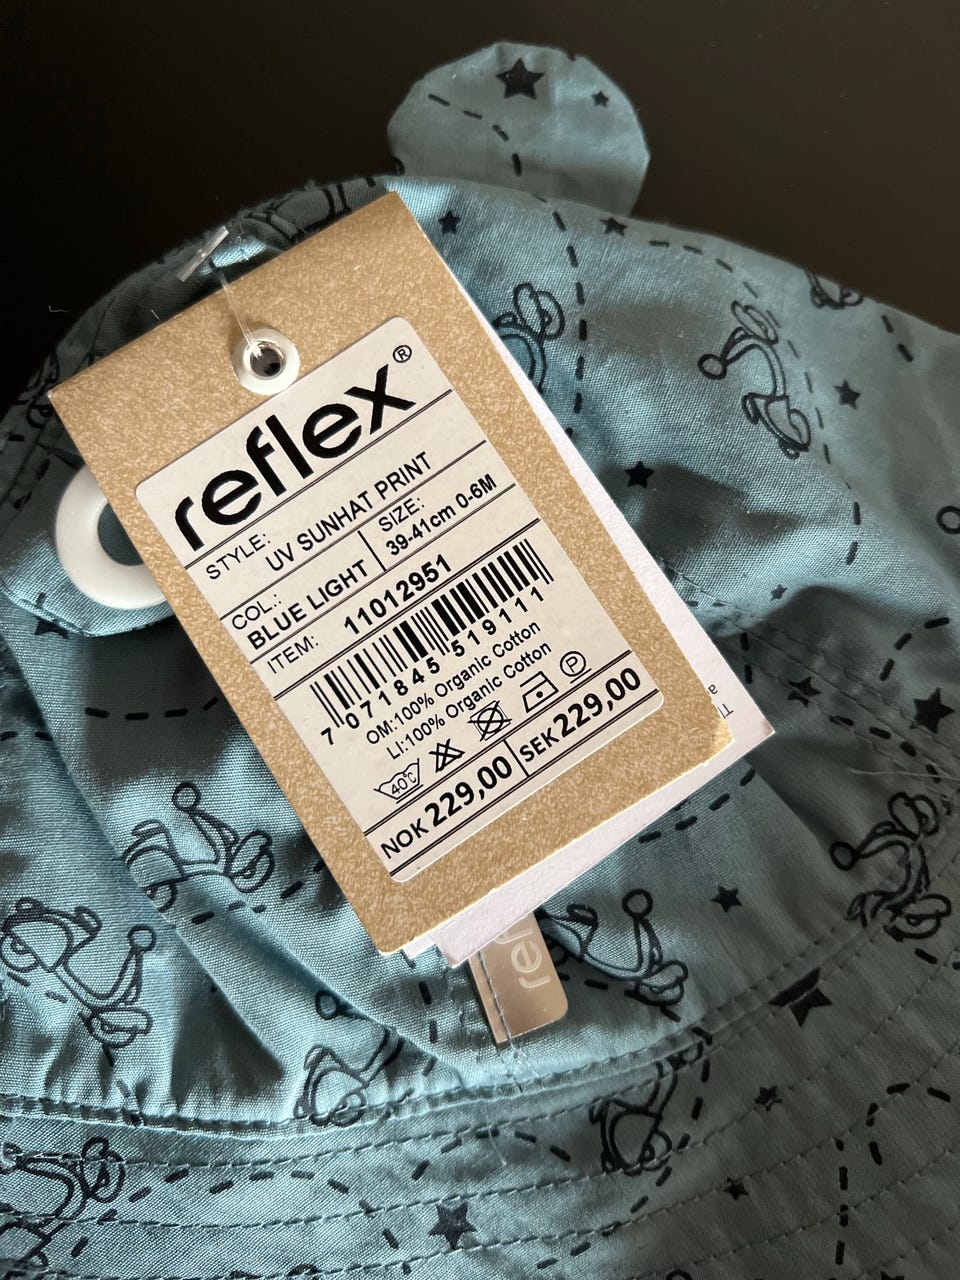 reflex®
STYLE:
UV SUNHAT PRINT
COL.:
BLUE LIGHT
SIZE:
39-41cm 0-6M
ITEM:
11012951
7 071845 519111
OM:100% Organic Cotton
LI:100% Organic Cotton
40°C
P
NOK 229,00
SEK 229,00